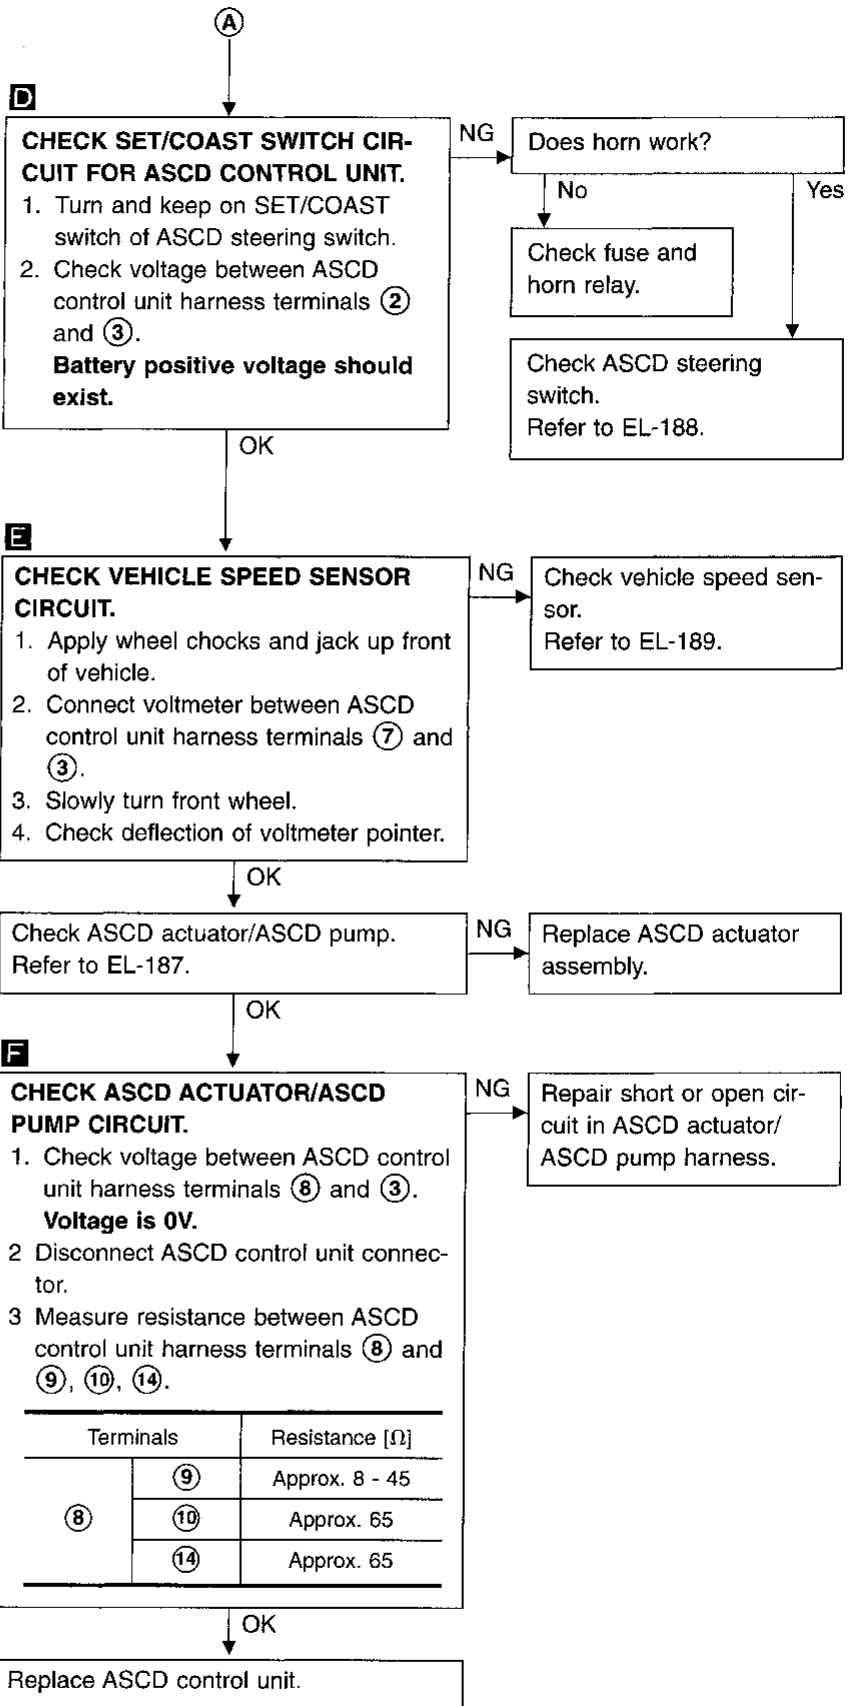 A
D
CHECK SET/COAST SWITCH CIR-
CUIT FOR ASCD CONTROL UNIT.
1. Turn and keep on SET/COAST
switch of ASCD steering switch.
2. Check voltage between ASCD
control unit harness terminals ②
and ③.
Battery positive voltage should
exist.
NG
Does horn work?
No
Yes
Check fuse and
horn relay.
Check ASCD steering
switch.
Refer to EL-188.
OK
E
CHECK VEHICLE SPEED SENSOR
CIRCUIT.
1. Apply wheel chocks and jack up front
of vehicle.
2. Connect voltmeter between ASCD
control unit harness terminals ⑦ and
③.
3. Slowly turn front wheel.
4. Check deflection of voltmeter pointer.
NG
Check vehicle speed sen-
sor.
Refer to EL-189.
OK
Check ASCD actuator/ASCD pump.
Refer to EL-187.
NG
Replace ASCD actuator
assembly.
OK
F
CHECK ASCD ACTUATOR/ASCD
PUMP CIRCUIT.
1. Check voltage between ASCD control
unit harness terminals ⑧ and ③.
Voltage is 0V.
2 Disconnect ASCD control unit connec-
tor.
3 Measure resistance between ASCD
control unit harness terminals ⑧ and
⑨, ⑩, ⑭.
NG
Repair short or open cir-
cuit in ASCD actuator/
ASCD pump harness.
Terminals Resistance [Ω]
⑧ ⑨ Approx. 8 - 45
⑩ Approx. 65
⑭ Approx. 65
OK
Replace ASCD control unit.